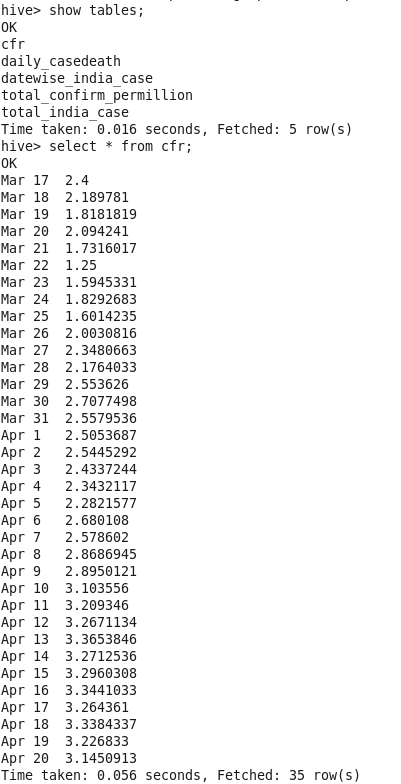 hive> show tables;
OK
cfr
daily_casedeath
datewise_india_case
total_confirm_permillion
total_india_case
Time taken: 0.016 seconds, Fetched: 5 row(s)
hive> select * from cfr;
OK
Mar 17  2.4
Mar 18  2.189781
Mar 19  1.8181819
Mar 20  2.094241
Mar 21  1.7316017
Mar 22  1.25
Mar 23  1.5945331
Mar 24  1.8292683
Mar 25  1.6014235
Mar 26  2.0030816
Mar 27  2.3480663
Mar 28  2.1764033
Mar 29  2.553626
Mar 30  2.7077498
Mar 31  2.5579536
Apr 1   2.5053687
Apr 2   2.5445292
Apr 3   2.4337244
Apr 4   2.3432117
Apr 5   2.2821577
Apr 6   2.680108
Apr 7   2.578602
Apr 8   2.8686945
Apr 9   2.8950121
Apr 10  3.103556
Apr 11  3.209346
Apr 12  3.2671134
Apr 13  3.3653846
Apr 14  3.2712536
Apr 15  3.2960308
Apr 16  3.3441033
Apr 17  3.264361
Apr 18  3.3384337
Apr 19  3.226833
Apr 20  3.1450913
Time taken: 0.056 seconds, Fetched: 35 row(s)